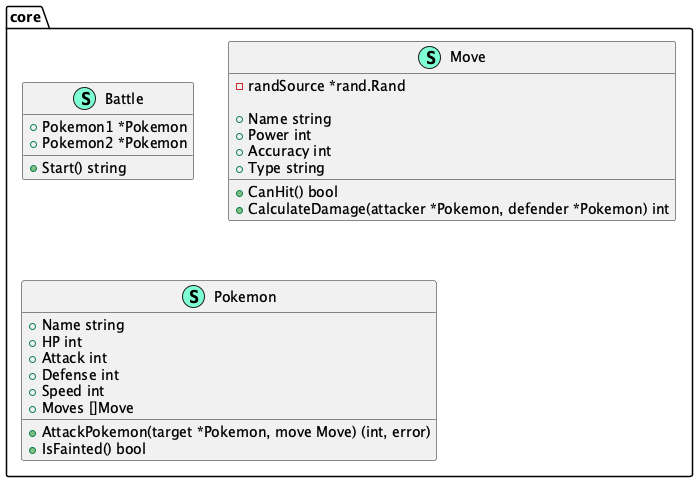 core
S Battle
Pokemon1 *Pokemon
Pokemon2 *Pokemon
Start() string
S Move
randSource *rand.Rand
Name string
Power int
Accuracy int
Type string
CanHit() bool
CalculateDamage(attacker *Pokemon, defender *Pokemon) int
S Pokemon
Name string
HP int
Attack int
Defense int
Speed int
Moves []Move
AttackPokemon(target *Pokemon, move Move) (int, error)
IsFainted() bool